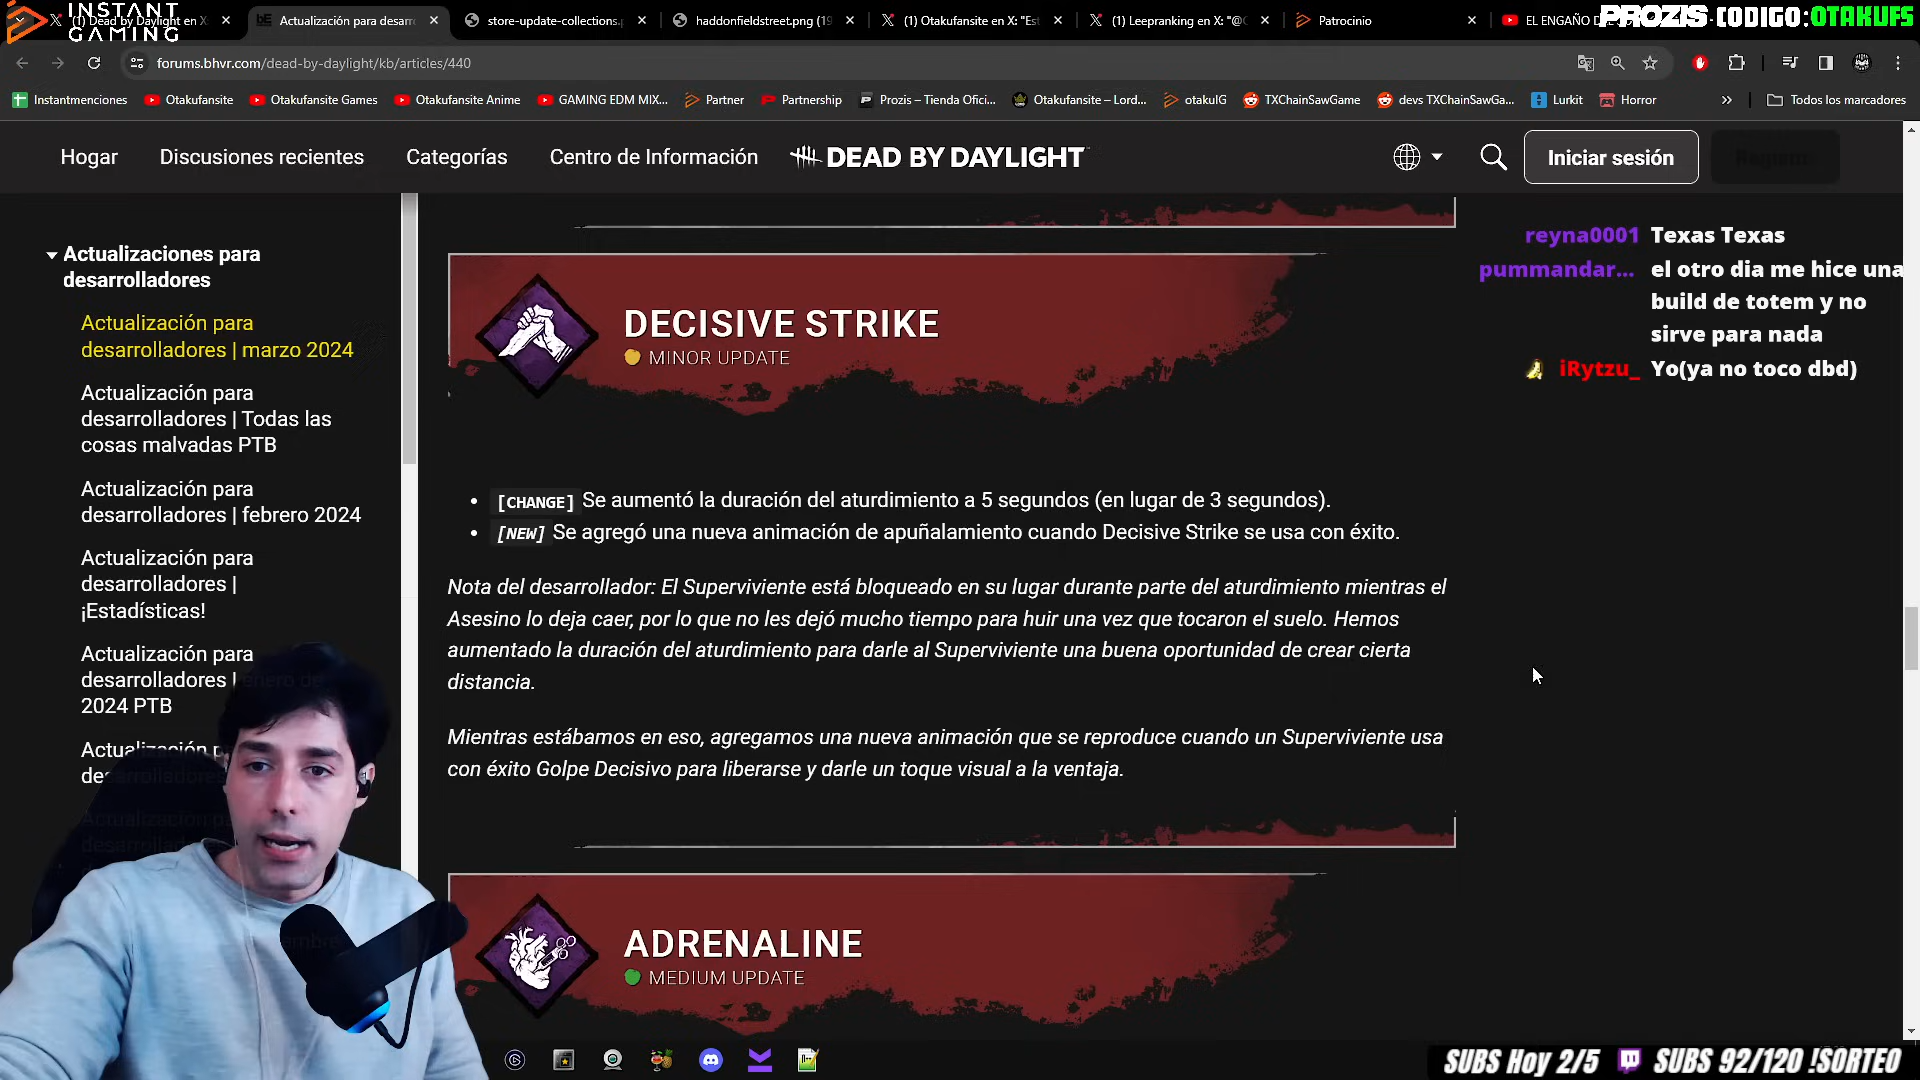 INSTANT
GAMING
(1) Dead by Daylight en X
Actualización para desarr
store-update-collections.
haddonfieldstreet.png (19
(1) Otakufansite en X: "Est
(1) Leepranking en X: "@
Patrocinio
EL ENGAÑO D
PROZIS CODIGO:OTAKUFS
forums.bhvr.com/dead-by-daylight/kb/articles/440
Instantmenciones
Otakufansite
Otakufansite Games
Otakufansite Anime
GAMING EDM MIX...
Partner
Partnership
Prozis – Tienda Ofici...
Otakufansite – Lord...
otakuIG
TXChainSawGame
devs TXChainSawGa...
Lurkit
Horror
Todos los marcadores
Hogar
Discusiones recientes
Categorías
Centro de Información
DEAD BY DAYLIGHT
Iniciar sesión
Actualizaciones para
desarrolladores
Actualización para
desarrolladores | marzo 2024
Actualización para
desarrolladores | Todas las
cosas malvadas PTB
Actualización para
desarrolladores | febrero 2024
Actualización para
desarrolladores |
¡Estadísticas!
Actualización para
desarrolladores | enero de
2024 PTB
DECISIVE STRIKE
MINOR UPDATE
[CHANGE] Se aumentó la duración del aturdimiento a 5 segundos (en lugar de 3 segundos).
[NEW] Se agregó una nueva animación de apuñalamiento cuando Decisive Strike se usa con éxito.
Nota del desarrollador: El Superviviente está bloqueado en su lugar durante parte del aturdimiento mientras el
Asesino lo deja caer, por lo que no les dejó mucho tiempo para huir una vez que tocaron el suelo. Hemos
aumentado la duración del aturdimiento para darle al Superviviente una buena oportunidad de crear cierta
distancia.
Mientras estábamos en eso, agregamos una nueva animación que se reproduce cuando un Superviviente usa
con éxito Golpe Decisivo para liberarse y darle un toque visual a la ventaja.
ADRENALINE
MEDIUM UPDATE
reyna0001 Texas Texas
pummandar... el otro dia me hice una
build de totem y no
sirve para nada
iRytzu_ Yo(ya no toco dbd)
SUBS Hoy 2/5 SUBS 92/120 !SORTEO